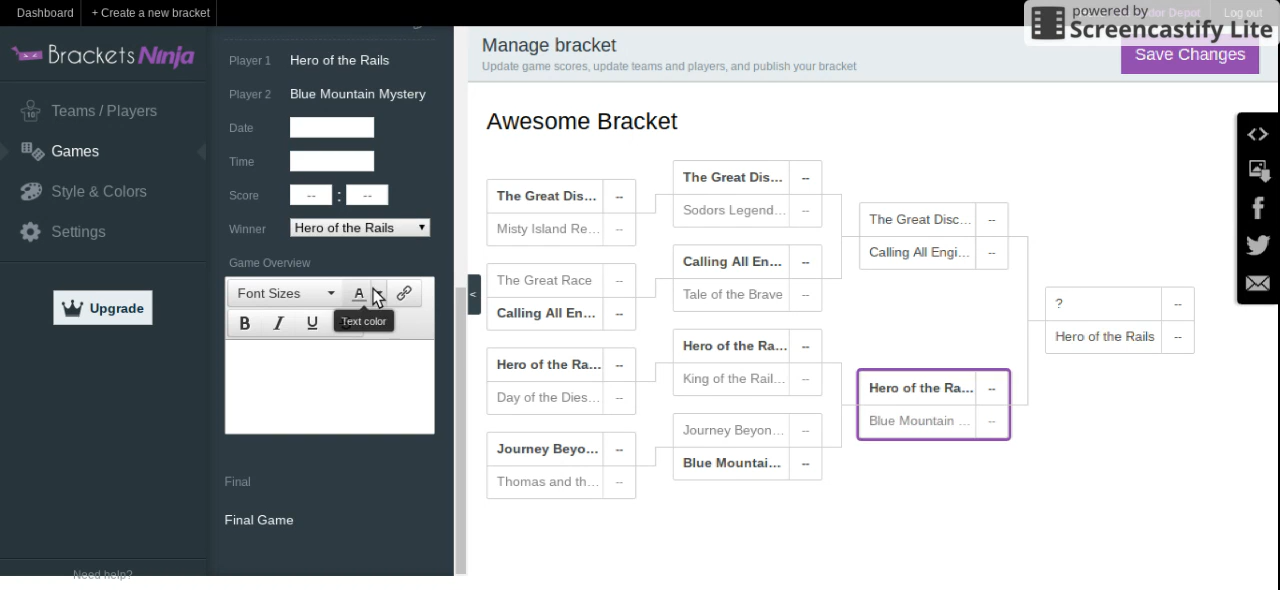 Dashboard
+ Create a new bracket
Log out
powered by
Screencastify Lite
Brackets Ninja
Teams / Players
Games
Style & Colors
Settings
Upgrade
Need help?
Player 1
Hero of the Rails
Player 2
Blue Mountain Mystery
Date
Time
Score
-- : --
Winner
Hero of the Rails
Game Overview
Font Sizes
A
Text color
B I U
Final
Final Game
Manage bracket
Update game scores, update teams and players, and publish your bracket
Save Changes
Awesome Bracket
<
The Great Dis... --
Misty Island Re... --
The Great Race --
Calling All En... --
Hero of the Ra... --
Day of the Dies... --
Journey Beyo... --
Thomas and th... --
The Great Dis... --
Sodors Legend... --
Calling All En... --
Tale of the Brave --
Hero of the Ra... --
King of the Rail... --
Journey Beyon... --
Blue Mountai... --
The Great Disc... --
Calling All Engi... --
Hero of the Ra... --
Blue Mountain ... --
? --
Hero of the Rails --